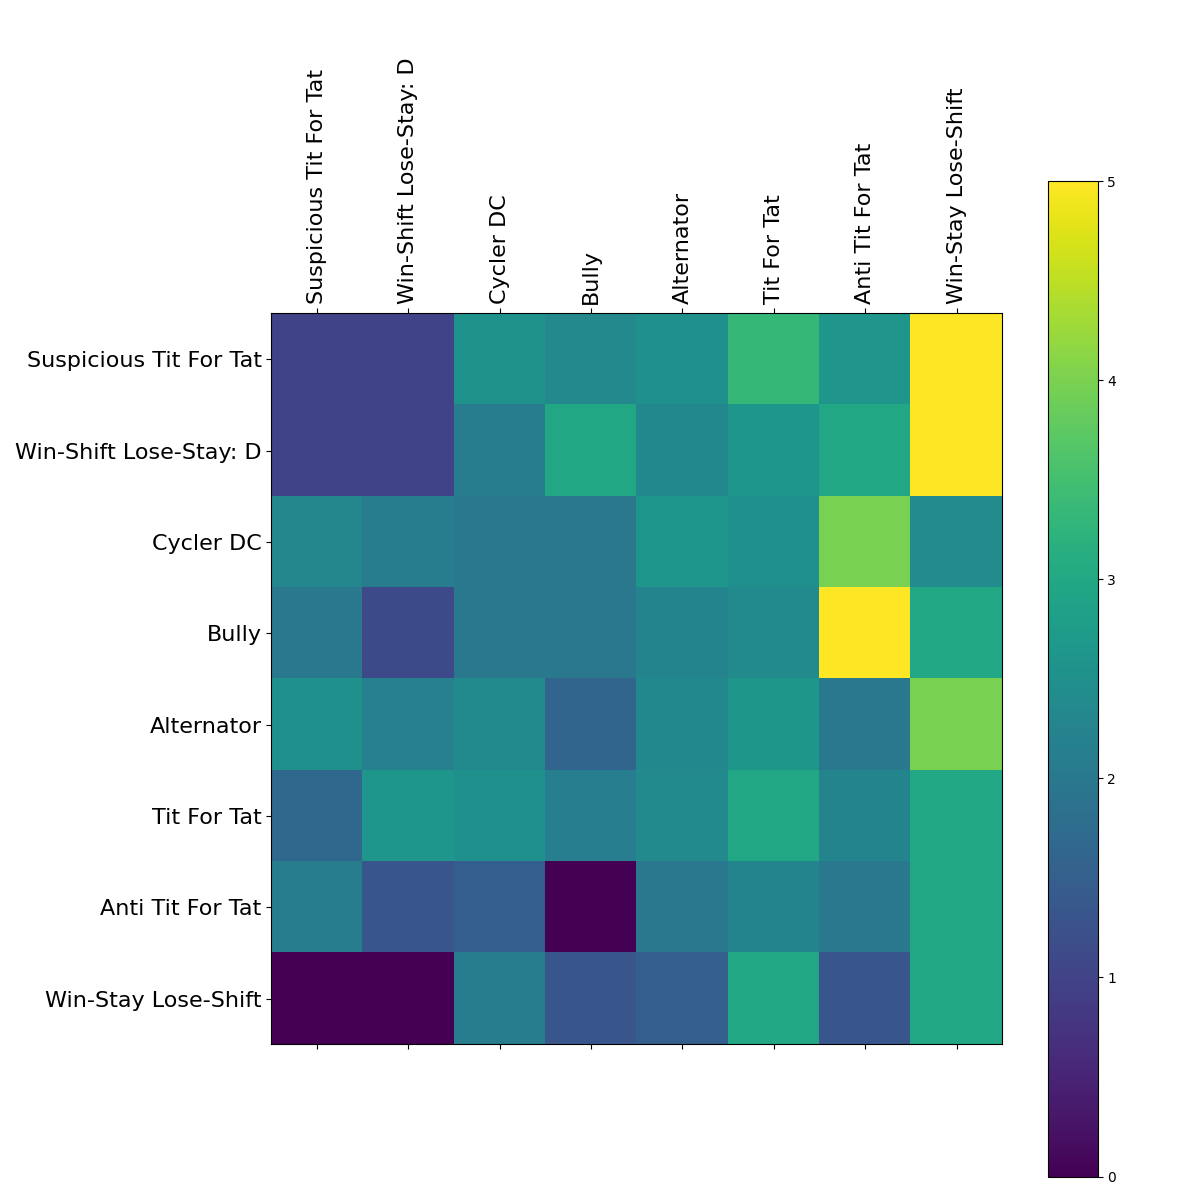 Suspicious Tit For Tat
Win-Shift Lose-Stay: D
Cycler DC
Bully
Alternator
Tit For Tat
Anti Tit For Tat
Win-Stay Lose-Shift
Suspicious Tit For Tat
Win-Shift Lose-Stay: D
Cycler DC
Bully
Alternator
Tit For Tat
Anti Tit For Tat
Win-Stay Lose-Shift
5
4
3
2
1
0